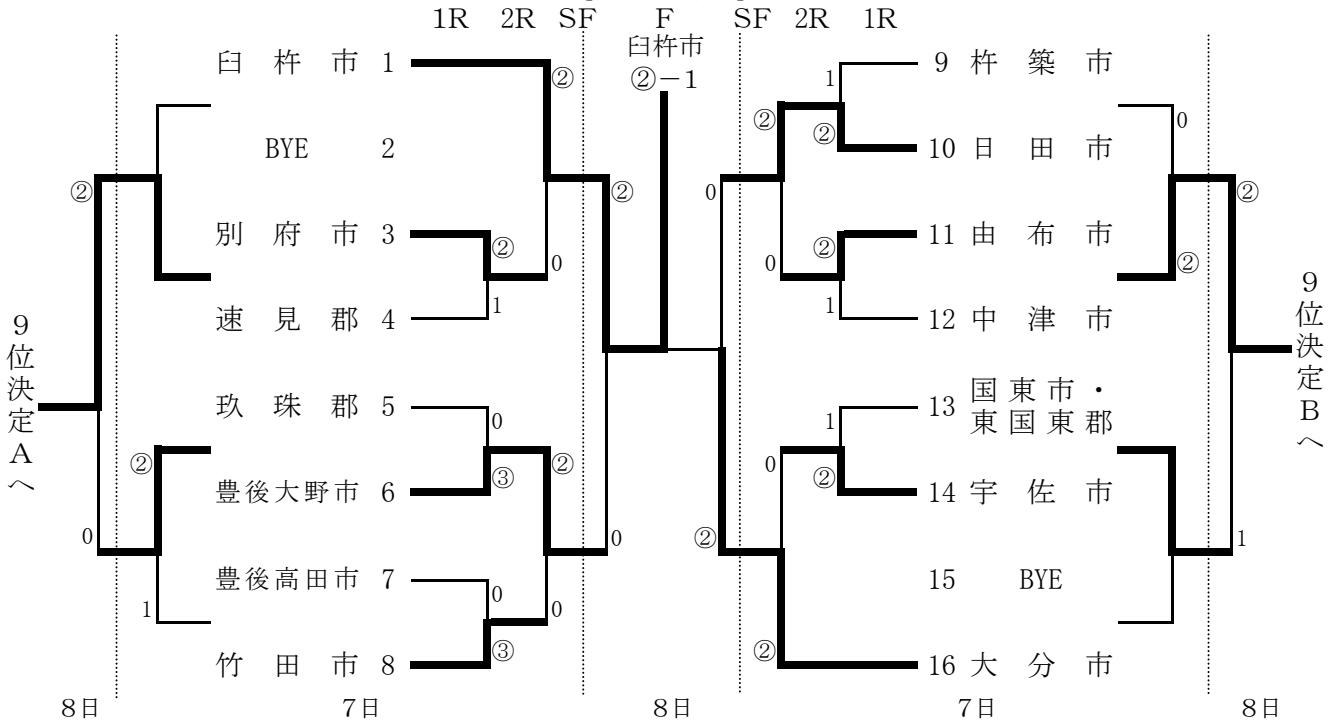 1R 2R SF F SF 2R 1R
臼杵市
②－1
臼杵市 1
BYE 2
別府市 3
速見郡 4
玖珠郡 5
豊後大野市 6
豊後高田市 7
竹田市 8
9 杵築市
10 日田市
11 由布市
12 中津市
13 国東市・
東国東郡
14 宇佐市
15 BYE
16 大分市
②
0
②
1
0
③
②
0
③
0
②
0
②
0
1
②
②
②
1
0
1
②
0
②
0
②
②
②
1
0
0
②
②
1
9位決定Aへ
9位決定Bへ
8日 7日 8日 7日 8日